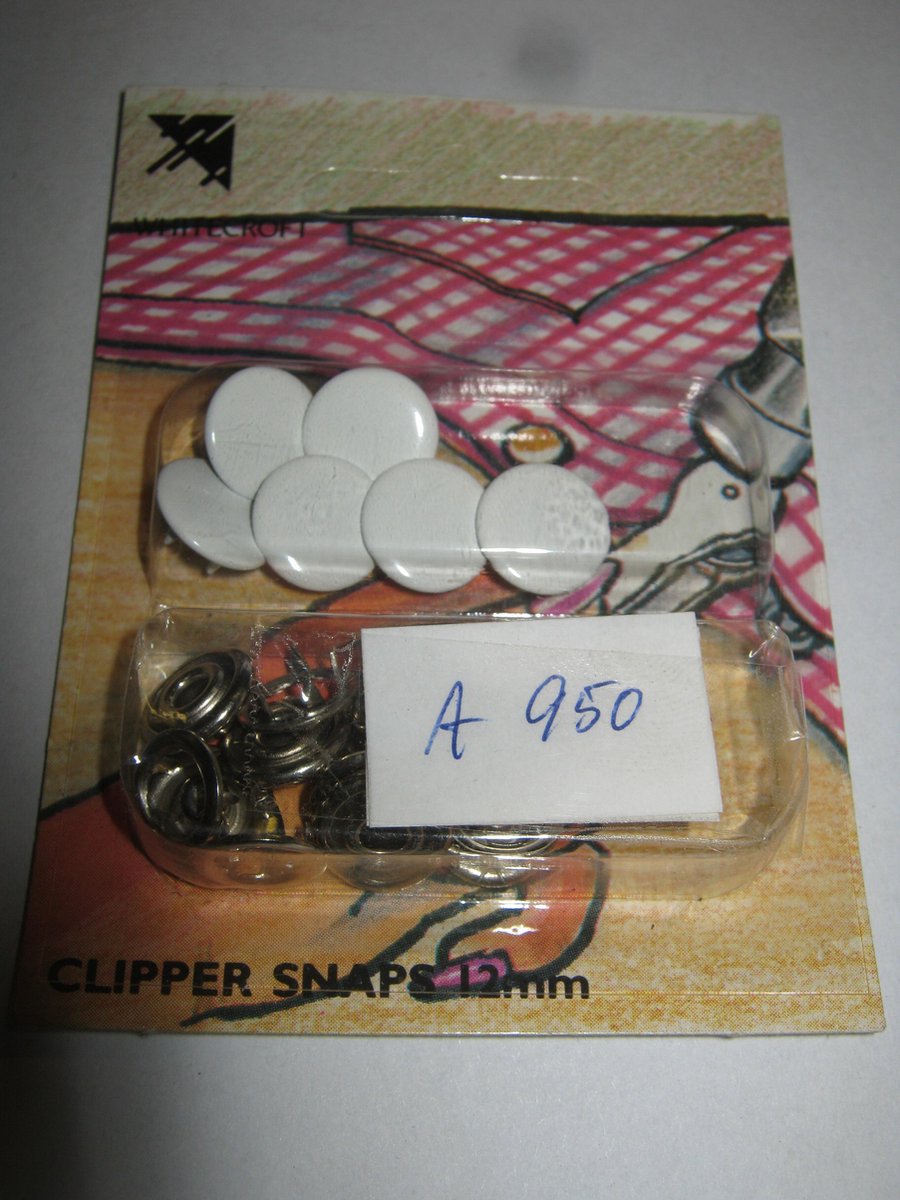 WHITECROFT
A 950
CLIPPER SNAPS 12mm